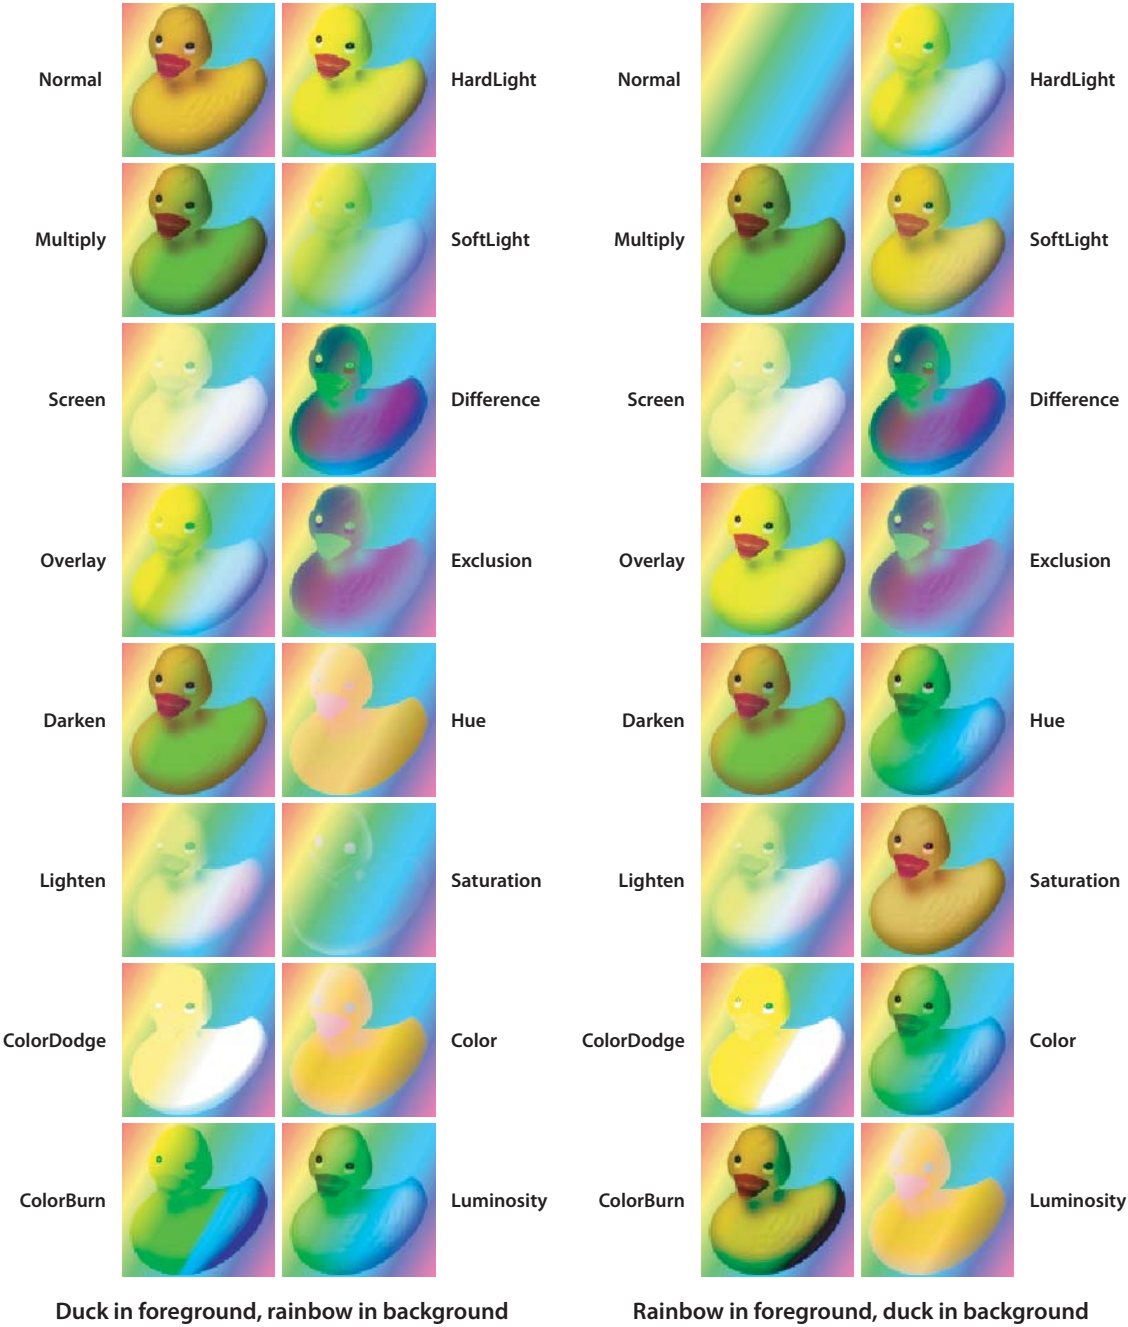 Normal
HardLight
Normal
HardLight
Multiply
SoftLight
Multiply
SoftLight
Screen
Difference
Screen
Difference
Overlay
Exclusion
Overlay
Exclusion
Darken
Hue
Darken
Hue
Lighten
Saturation
Lighten
Saturation
ColorDodge
Color
ColorDodge
Color
ColorBurn
Luminosity
ColorBurn
Luminosity
Duck in foreground, rainbow in background
Rainbow in foreground, duck in background